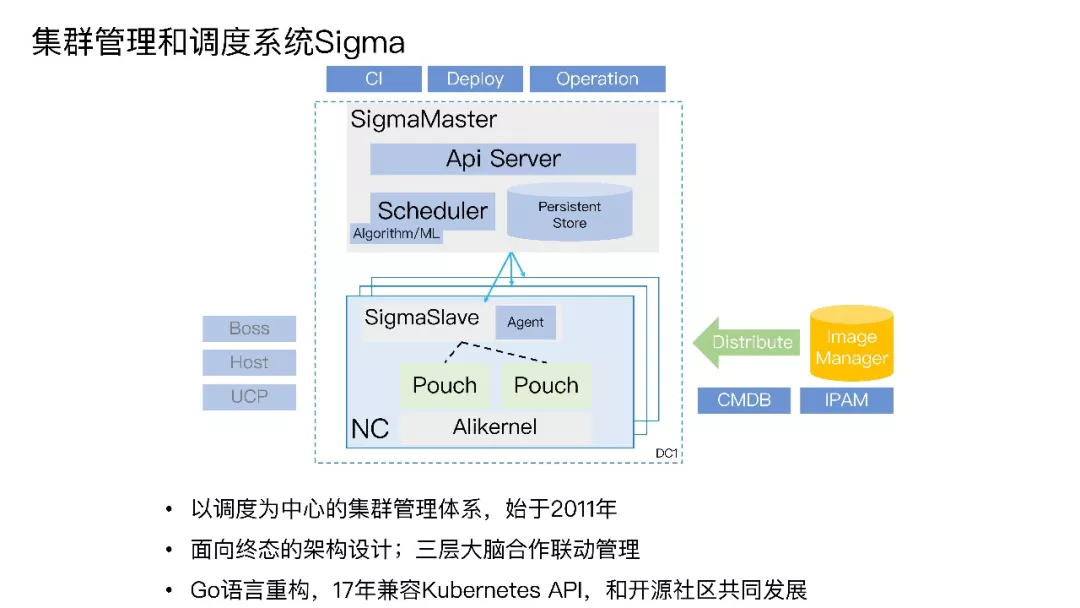 集群管理和调度系统Sigma
CI
Deploy
Operation
SigmaMaster
Api Server
Scheduler
Algorithm/ML
Persistent
Store
SigmaSlave
Agent
Pouch
Pouch
NC
Alikernel
DC1
Boss
Host
UCP
Distribute
Image
Manager
CMDB
IPAM
• 以调度为中心的集群管理体系，始于2011年
• 面向终态的架构设计；三层大脑合作联动管理
• Go语言重构，17年兼容Kubernetes API，和开源社区共同发展